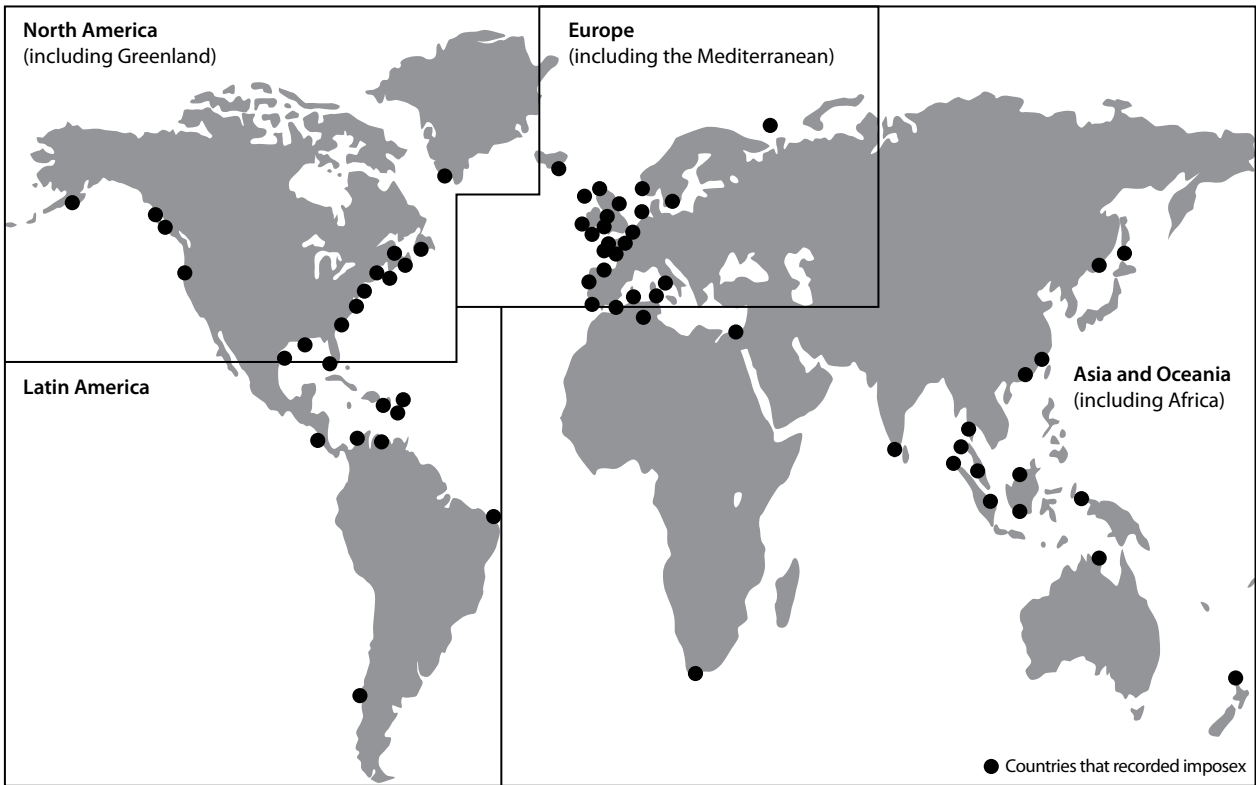 North America
(including Greenland)
Europe
(including the Mediterranean)
Latin America
Asia and Oceania
(including Africa)
Countries that recorded imposex